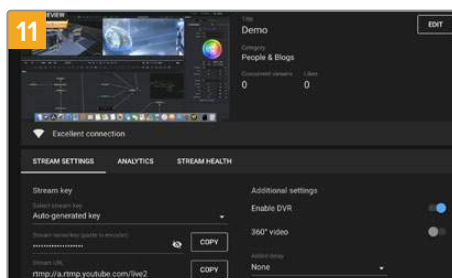 11
Title
Demo
EDIT
Category
People & Blogs
Concurrent viewers Likes
0 0
Excellent connection
STREAM SETTINGS ANALYTICS STREAM HEALTH
Stream key
Additional settings
Select stream key
Auto-generated key
Enable DVR
Stream name/key (paste in encoder)
COPY
360° video
Stream URL
rtmp://a.rtmp.youtube.com/live2
COPY
Added delay
None